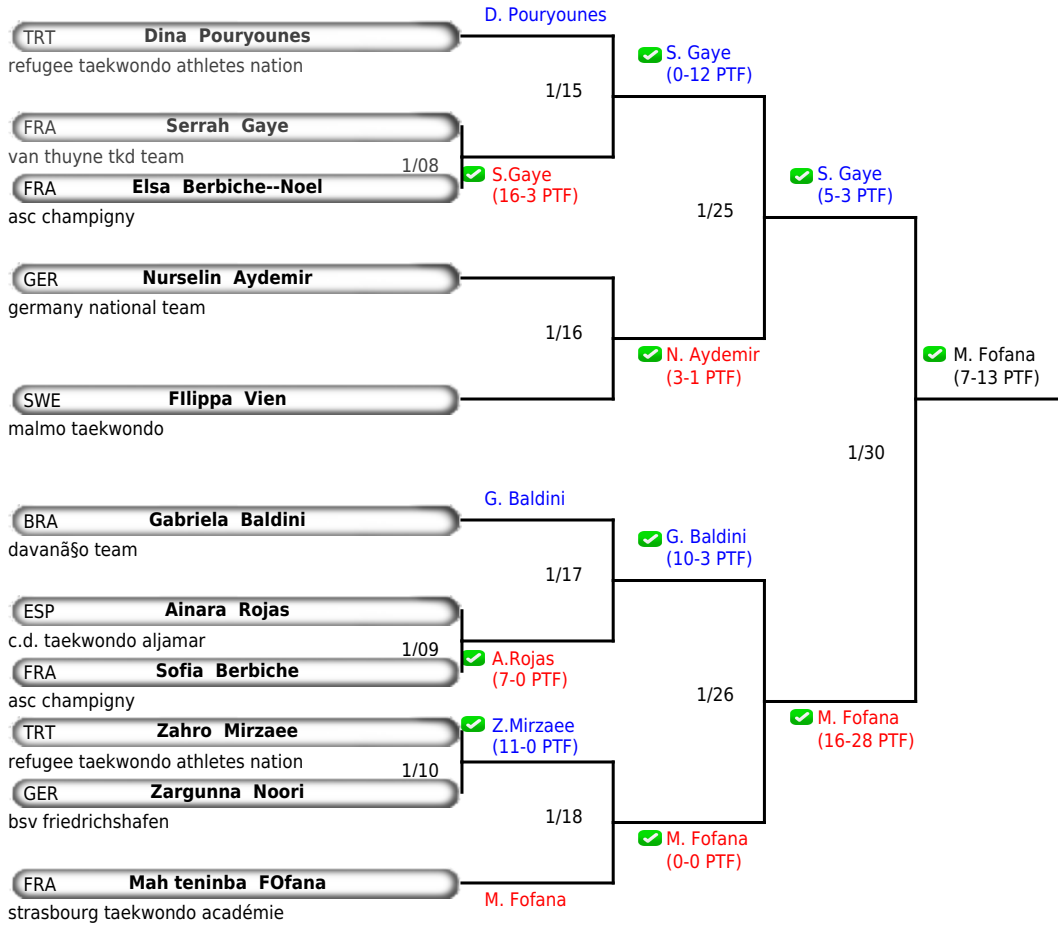 D. Pouryounes
TRT Dina Pouryounes
refugee taekwondo athletes nation
S. Gaye
(0-12 PTF)
1/15
FRA Serrah Gaye
van thuyne tkd team
1/08
FRA Elsa Berbiche--Noel
asc champigny
S.Gaye
(16-3 PTF)
S. Gaye
(5-3 PTF)
1/25
GER Nurselin Aydemir
germany national team
1/16
N. Aydemir
(3-1 PTF)
SWE FIlippa Vien
malmo taekwondo
M. Fofana
(7-13 PTF)
1/30
G. Baldini
BRA Gabriela Baldini
davanã§o team
G. Baldini
(10-3 PTF)
1/17
ESP Ainara Rojas
c.d. taekwondo aljamar
1/09
FRA Sofia Berbiche
asc champigny
A.Rojas
(7-0 PTF)
1/26
TRT Zahro Mirzaee
refugee taekwondo athletes nation
Z.Mirzaee
(11-0 PTF)
M. Fofana
(16-28 PTF)
1/10
GER Zargunna Noori
bsv friedrichshafen
1/18
M. Fofana
(0-0 PTF)
FRA Mah teninba FOfana
strasbourg taekwondo académie
M. Fofana